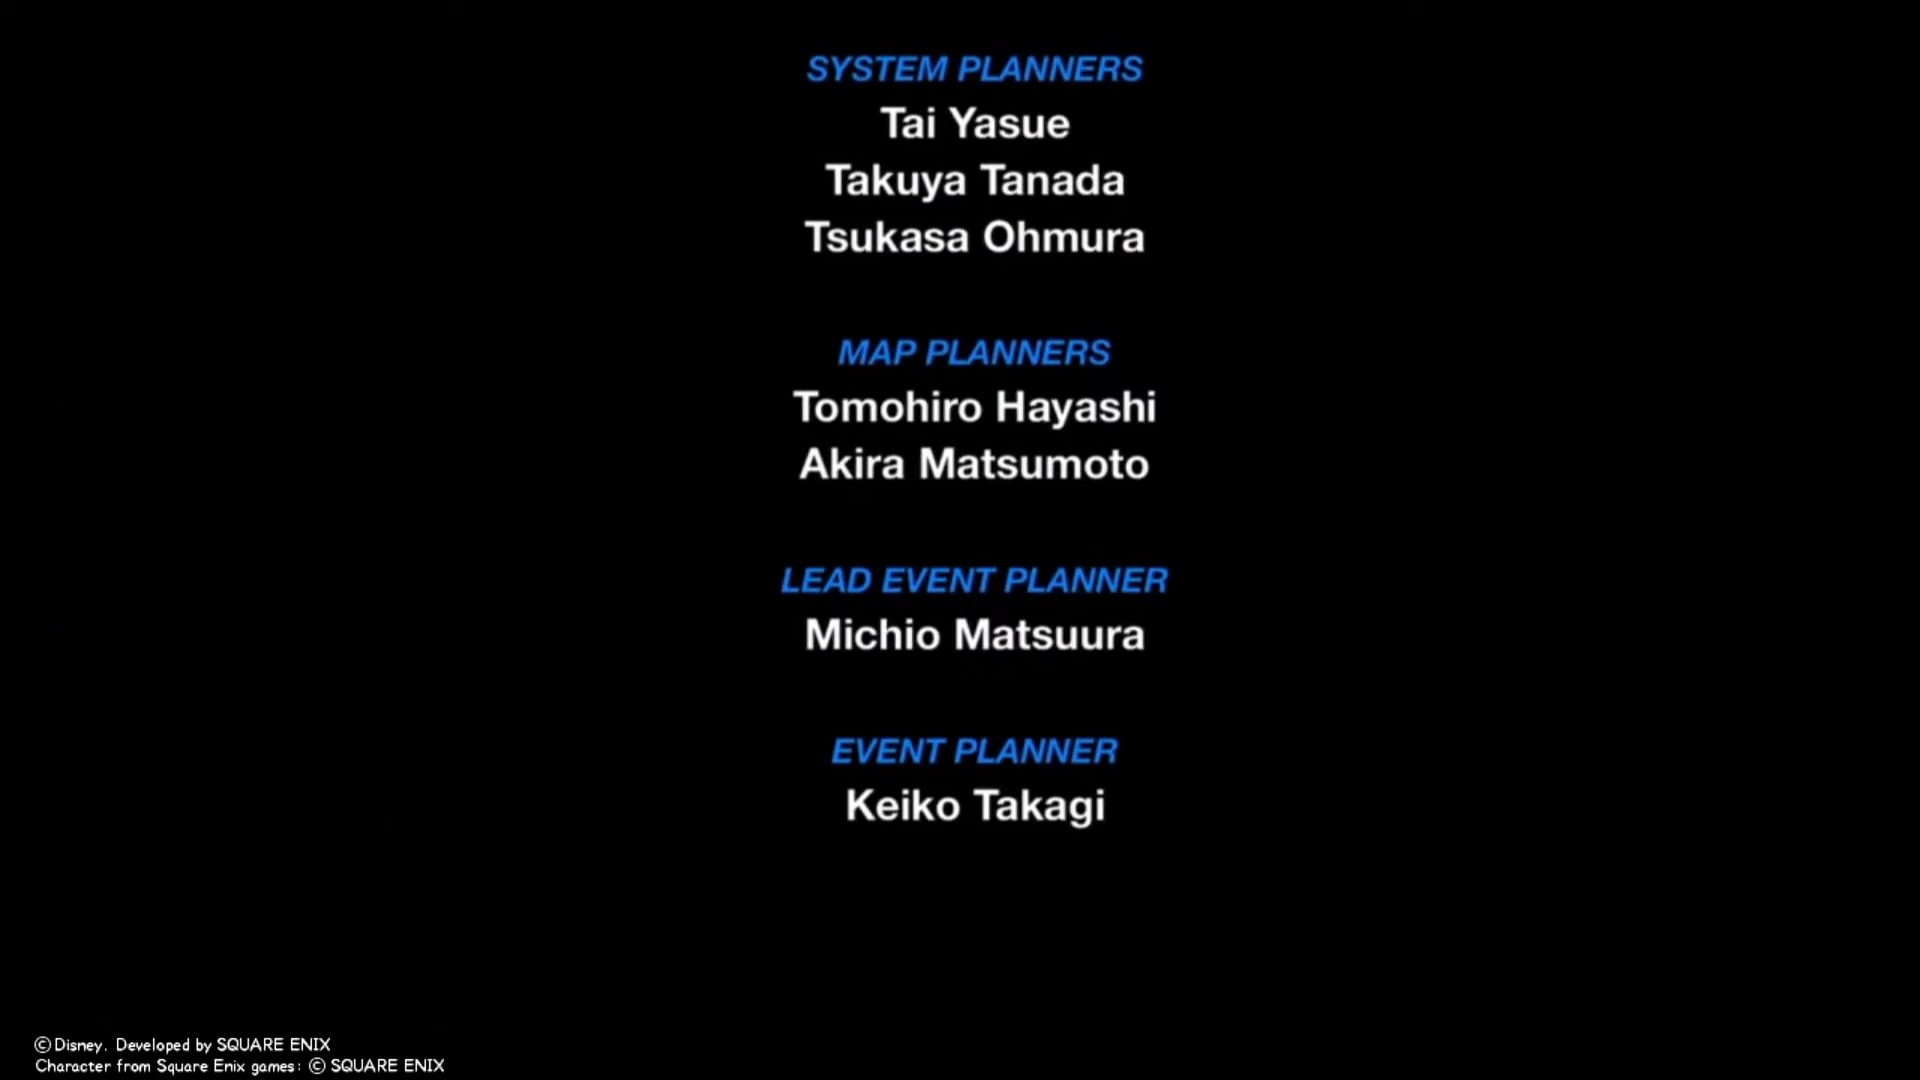 SYSTEM PLANNERS
Tai Yasue
Takuya Tanada
Tsukasa Ohmura
MAP PLANNERS
Tomohiro Hayashi
Akira Matsumoto
LEAD EVENT PLANNER
Michio Matsuura
EVENT PLANNER
Keiko Takagi
©Disney. Developed by SQUARE ENIX
Character from Square Enix games: © SQUARE ENIX